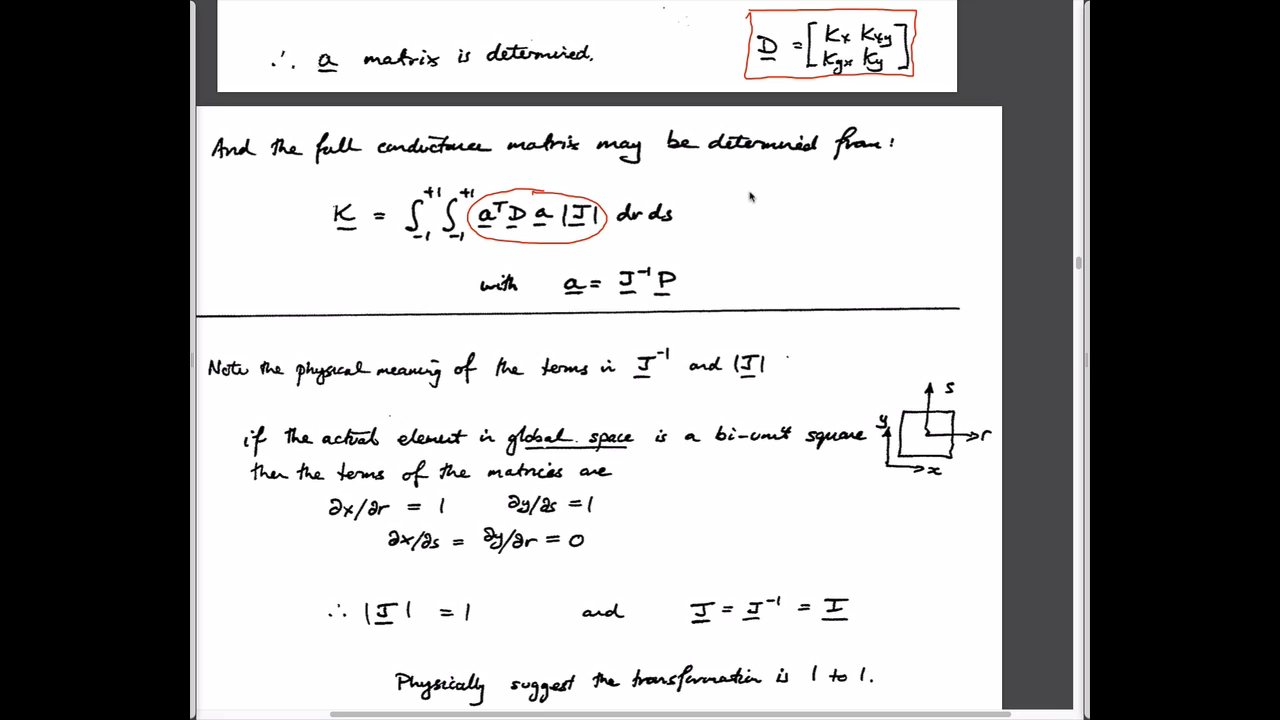 ∴ a matrix is determined.
D = [Kx Kxy
Kyx Ky]
And the full conductance matrix may be determined from:
K = ∫₋₁⁺¹ ∫₋₁⁺¹ aᵀ D a |J| dr ds
with a = J⁻¹ P
Note the physical meaning of the terms in J⁻¹ and |J|
if the actual element in global space is a bi-unit square
then the terms of the matrices are
s
y
r
x
∂x/∂r = 1 ∂y/∂s = 1
∂x/∂s = ∂y/∂r = 0
∴ |J| = 1 and J = J⁻¹ = I
Physically suggest the transformation is 1 to 1.